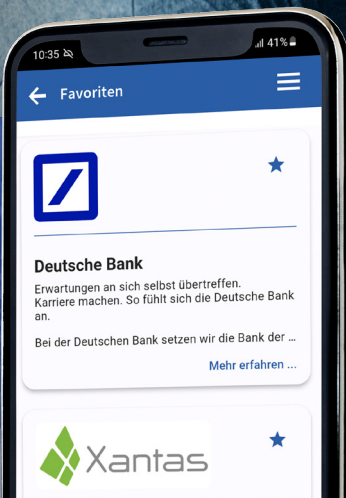 10:35
41%
Favoriten
Deutsche Bank
Erwartungen an sich selbst übertreffen.
Karriere machen. So fühlt sich die Deutsche Bank
an.
Bei der Deutschen Bank setzen wir die Bank der ...
Mehr erfahren ...
Xantas